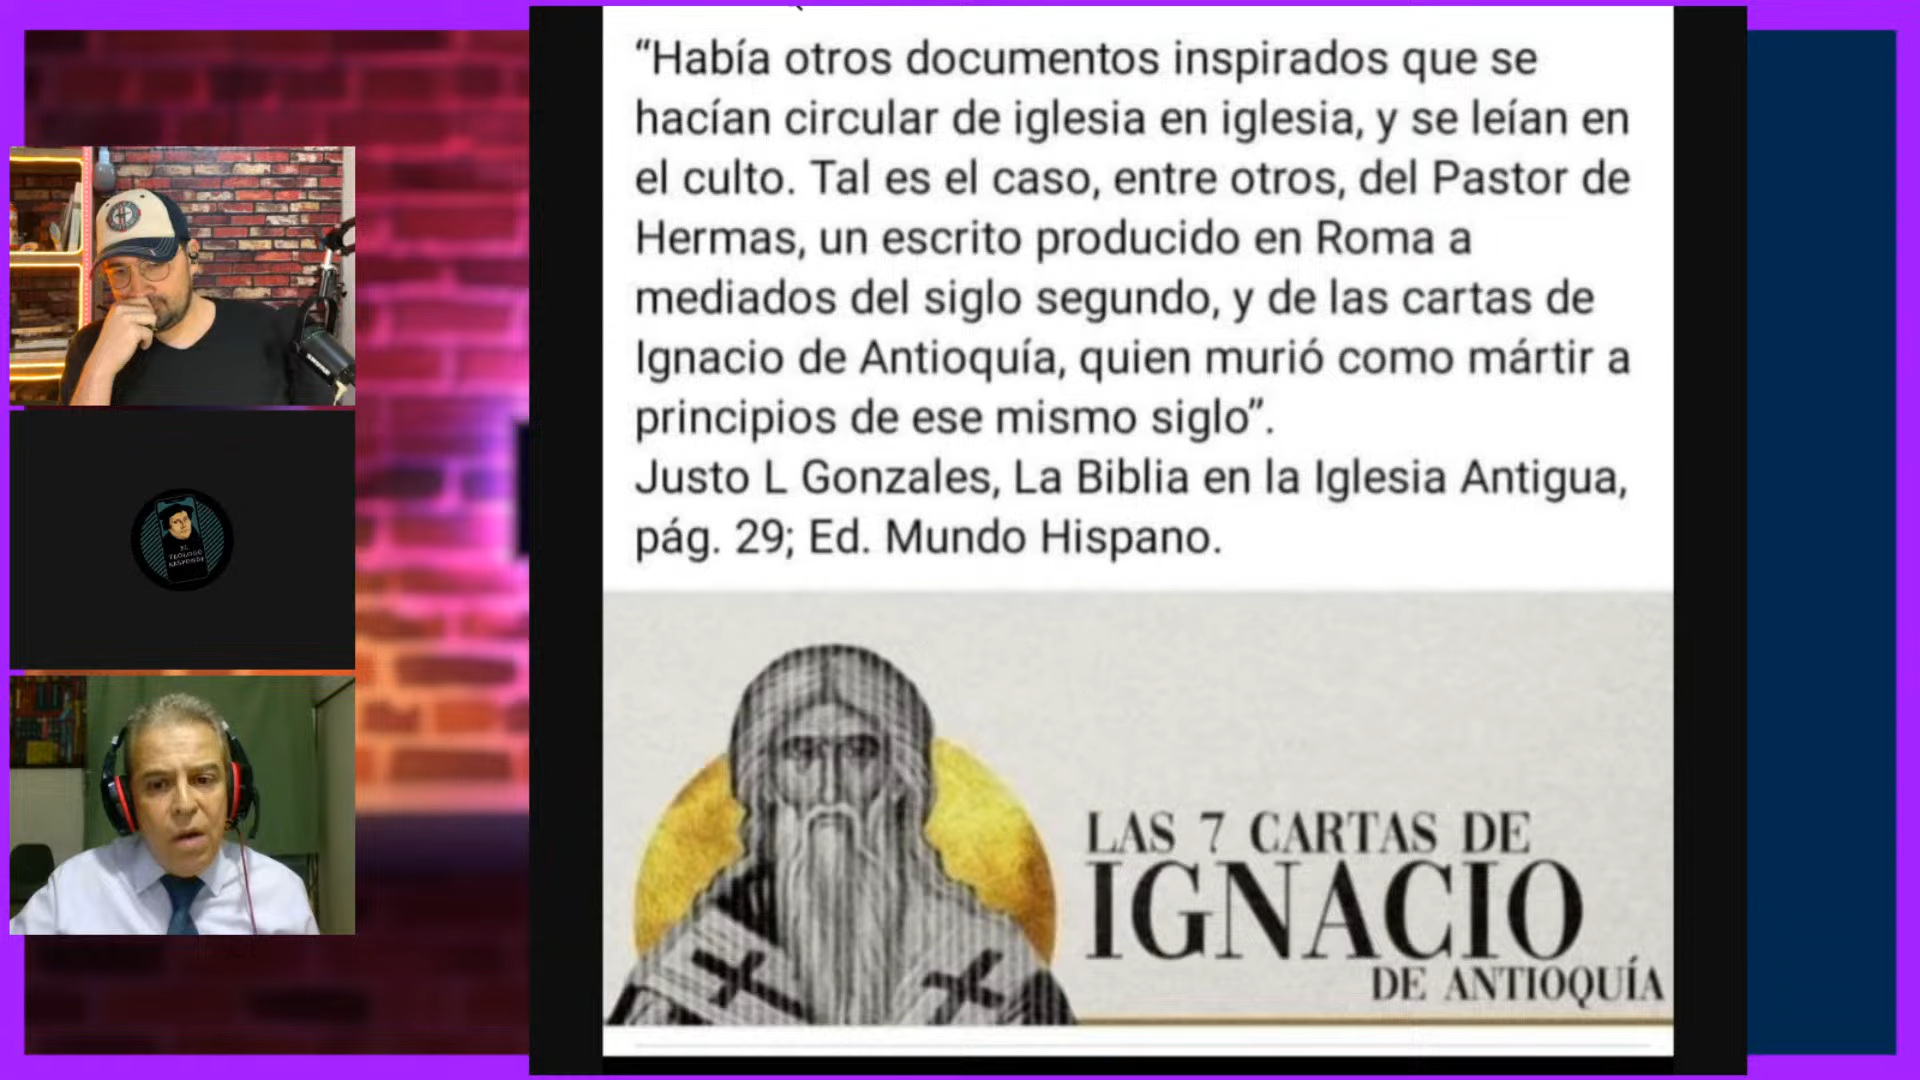 “Había otros documentos inspirados que se
hacían circular de iglesia en iglesia, y se leían en
el culto. Tal es el caso, entre otros, del Pastor de
Hermas, un escrito producido en Roma a
mediados del siglo segundo, y de las cartas de
Ignacio de Antioquía, quien murió como mártir a
principios de ese mismo siglo”.
Justo L Gonzales, La Biblia en la Iglesia Antigua,
pág. 29; Ed. Mundo Hispano.
LAS 7 CARTAS DE
IGNACIO
DE ANTIOQUÍA
EL
TEÓLOGO
RESPONDE